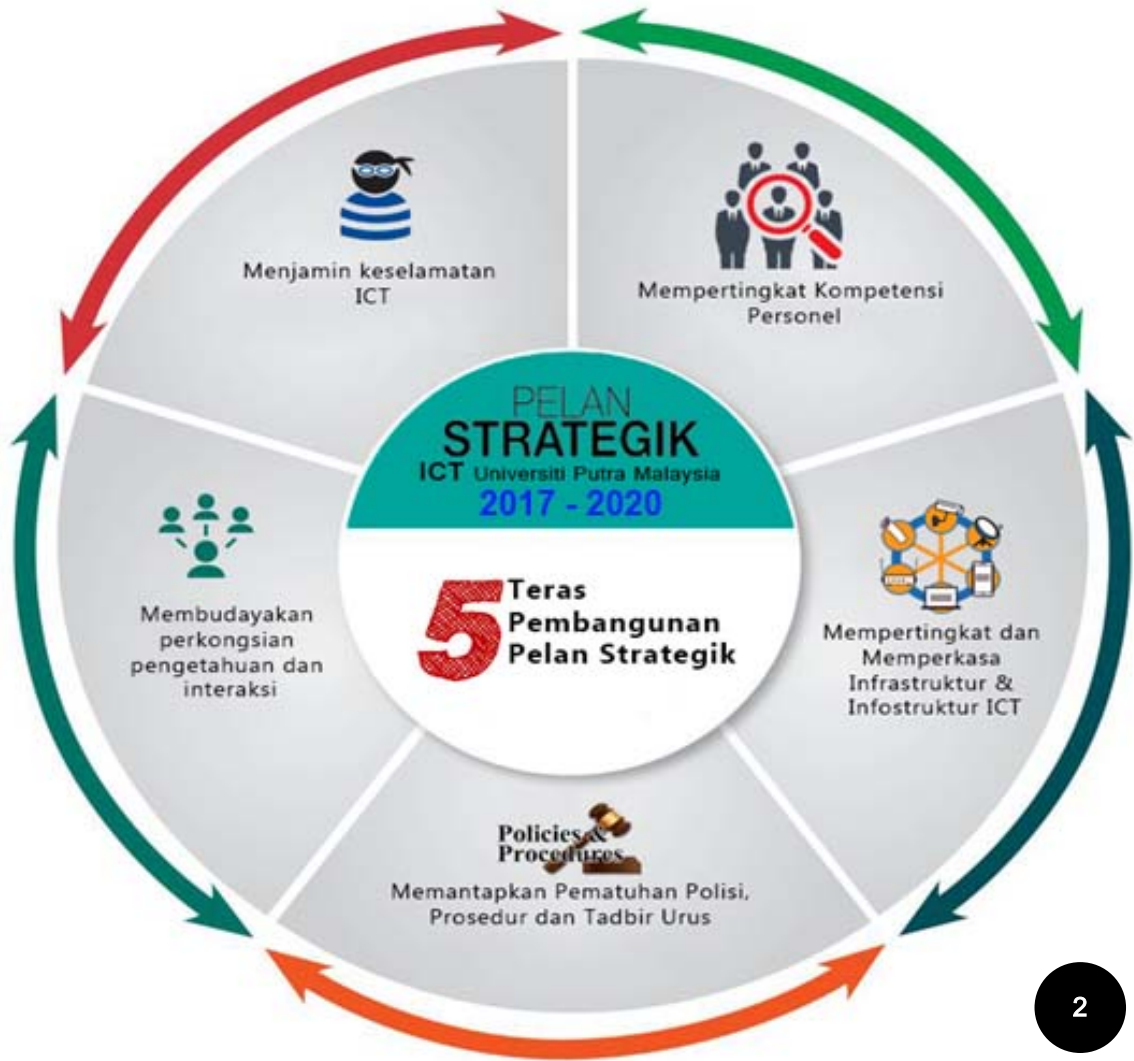 Menjamin keselamatan
ICT
Mempertingkat Kompetensi
Personel
PELAN
STRATEGIK
ICT Universiti Putra Malaysia
2017 - 2020
5 Teras
Pembangunan
Pelan Strategik
Membudayakan
perkongsian
pengetahuan dan
interaksi
Mempertingkat dan
Memperkasa
Infrastruktur &
Infostruktur ICT
Policies &
Procedures
Memantapkan Pematuhan Polisi,
Prosedur dan Tadbir Urus
2